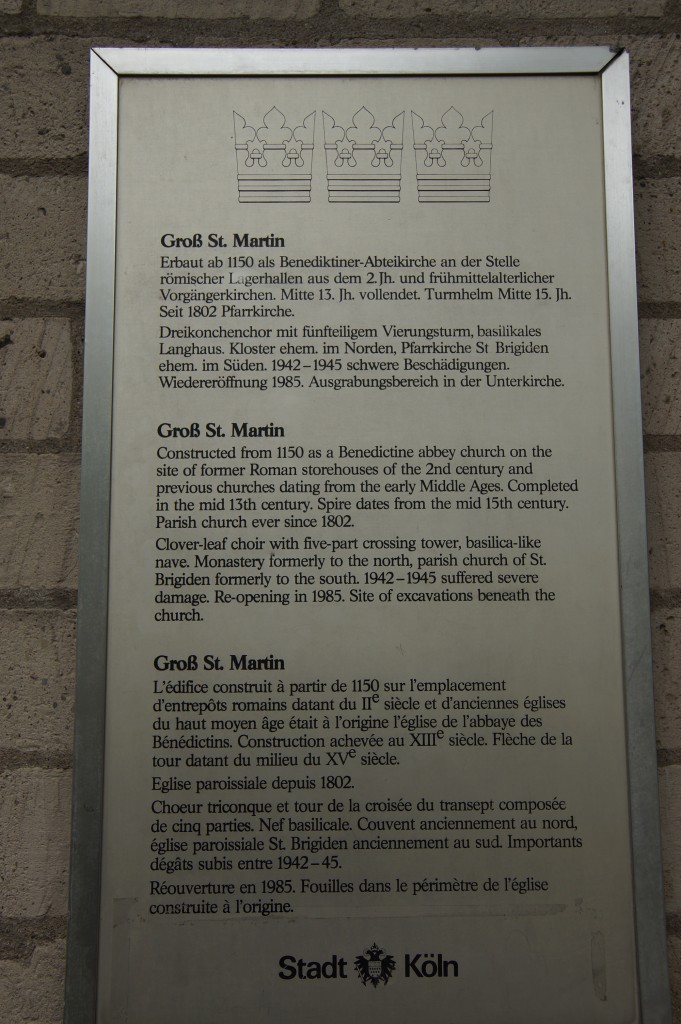 Groß St. Martin
Erbaut ab 1150 als Benediktiner-Abteikirche an der Stelle
römischer Lagerhallen aus dem 2. Jh. und frühmittelalterlicher
Vorgängerkirchen. Mitte 13. Jh. vollendet. Turmhelm Mitte 15. Jh.
Seit 1802 Pfarrkirche.
Dreikonchenchor mit fünfteiligem Vierungsturm, basilikales
Langhaus. Kloster ehem. im Norden, Pfarrkirche St Brigiden
ehem. im Süden. 1942–1945 schwere Beschädigungen.
Wiedereröffnung 1985. Ausgrabungsbereich in der Unterkirche.
Groß St. Martin
Constructed from 1150 as a Benedictine abbey church on the
site of former Roman storehouses of the 2nd century and
previous churches dating from the early Middle Ages. Completed
in the mid 13th century. Spire dates from the mid 15th century.
Parish church ever since 1802.
Clover-leaf choir with five-part crossing tower, basilica-like
nave. Monastery formerly to the north, parish church of St.
Brigiden formerly to the south. 1942–1945 suffered severe
damage. Re-opening in 1985. Site of excavations beneath the
church.
Groß St. Martin
L'édifice construit à partir de 1150 sur l'emplacement
d'entrepôts romains datant du IIe siècle et d'anciennes églises
du haut moyen âge était à l'origine l'église de l'abbaye des
Bénédictins. Construction achevée au XIIIe siècle. Flèche de la
tour datant du milieu du XVe siècle.
Eglise paroissiale depuis 1802.
Choeur triconque et tour de la croisée du transept composée
de cinq parties. Nef basilicale. Couvent anciennement au nord,
église paroissiale St. Brigiden anciennement au sud. Importants
dégâts subis entre 1942–45.
Réouverture en 1985. Fouilles dans le périmètre de l'église
construite à l'origine.
Stadt Köln